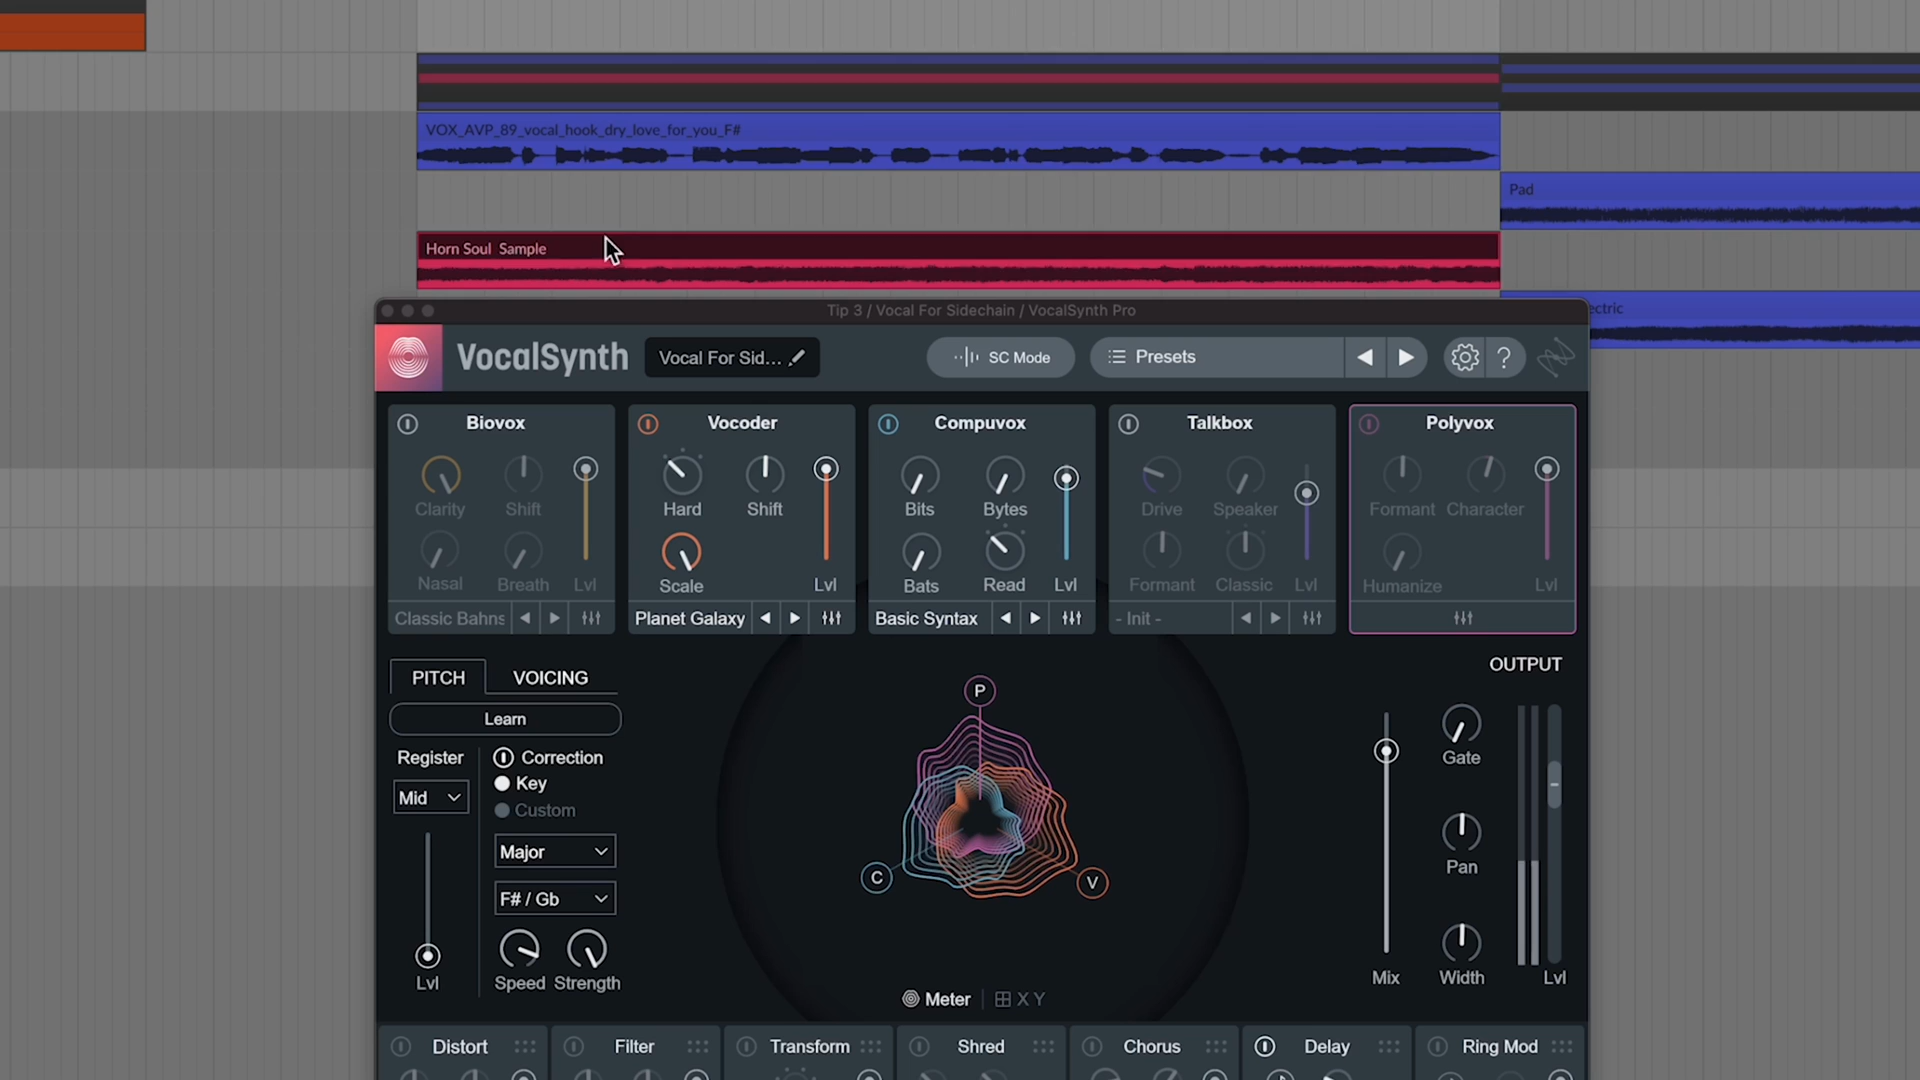 VOX_AVP_89_vocal_hook_dry_love_for_you_F#
Pad
Horn Soul Sample
ectric
Tip 3 / Vocal For Sidechain / VocalSynth Pro
VocalSynth
Vocal For Sid...
SC Mode
Presets
?
Biovox
Clarity
Shift
Nasal
Breath
Lvl
Classic Bahns
Vocoder
Hard
Shift
Scale
Lvl
Planet Galaxy
Compuvox
Bits
Bytes
Bats
Read
Lvl
Basic Syntax
Talkbox
Drive
Speaker
Formant
Classic
Lvl
- Init -
Polyvox
Formant
Character
Humanize
Lvl
PITCH
VOICING
Learn
Register
Mid
Lvl
Correction
Key
Custom
Major
F# / Gb
Speed
Strength
P
C
V
Meter
X Y
OUTPUT
Mix
Gate
Pan
Width
Lvl
Distort
Filter
Transform
Shred
Chorus
Delay
Ring Mod